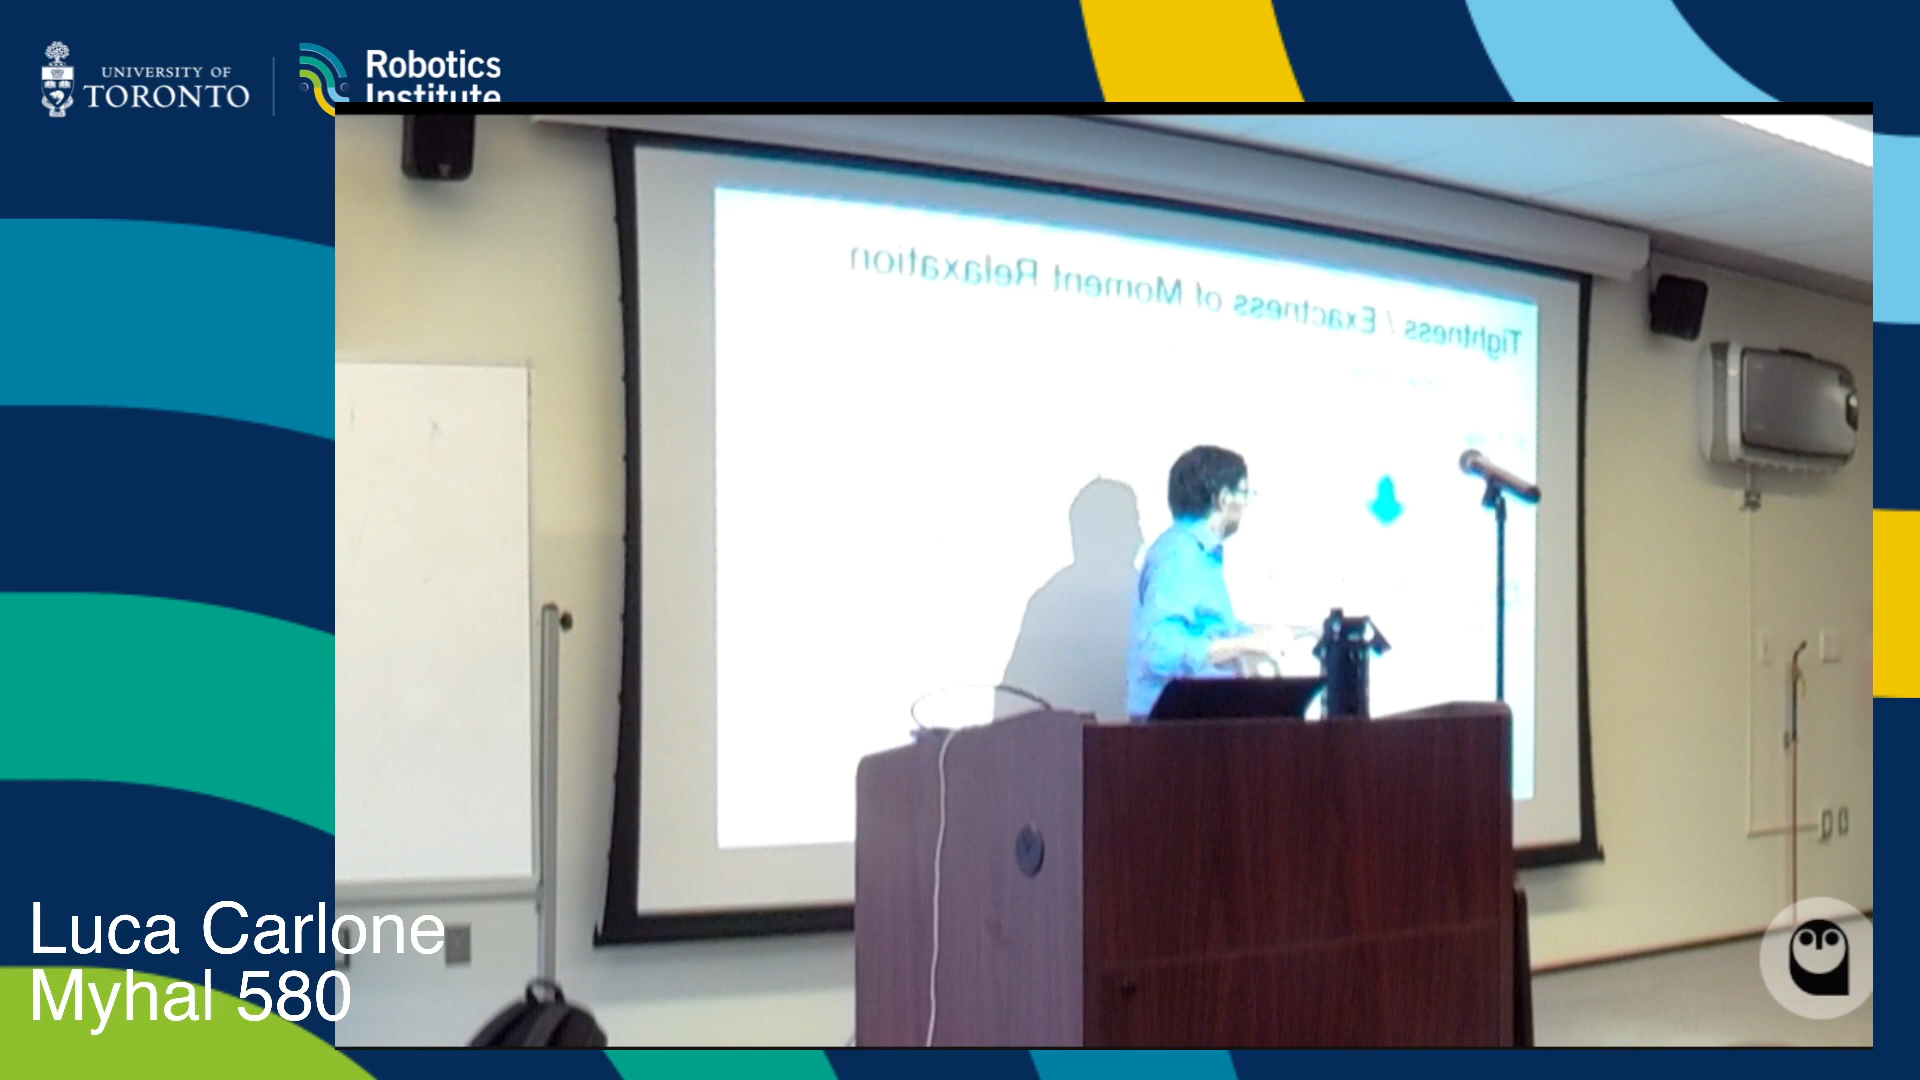 UNIVERSITY OF
TORONTO
Robotics
Institute
Tightness / Exactness of Moment Relaxation
Luca Carlone
Myhal 580